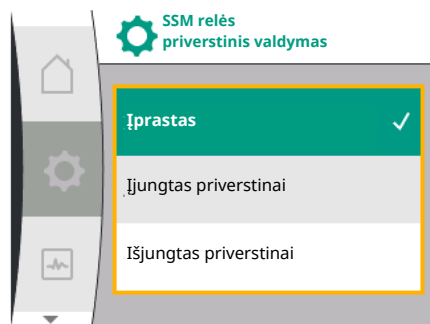 SSM relės
priverstinis valdymas
Įprastas
Įjungtas priverstinai
Išjungtas priverstinai